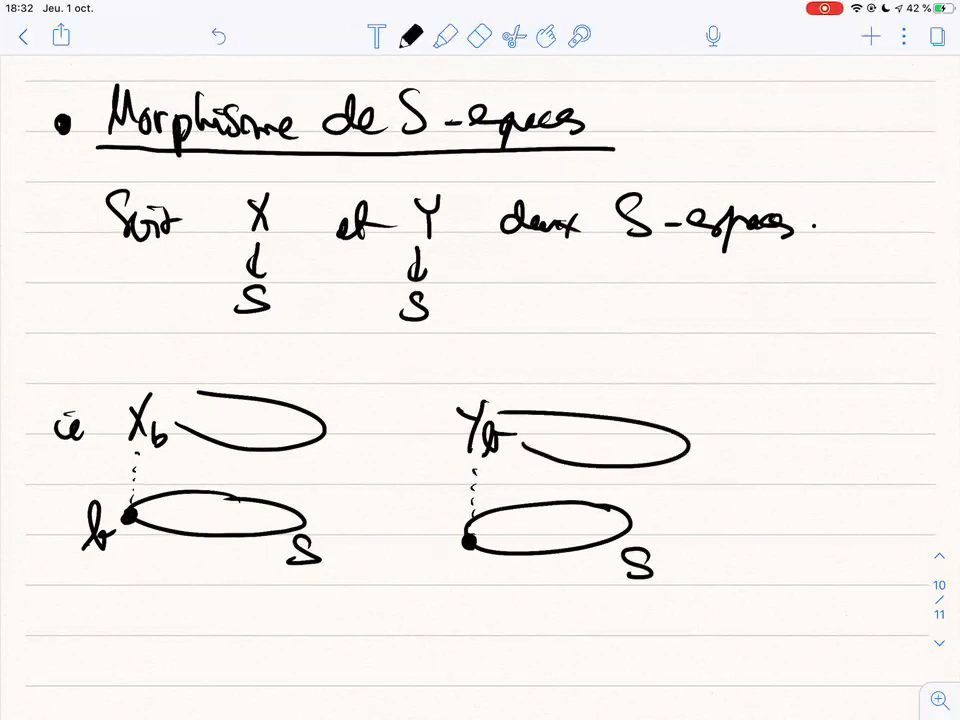 18:32 Jeu. 1 oct. 42 %
T
• Morphisme de S-espaces
Soit X et Y deux S-espaces.
↓ ↓
S S
ie X_b Y_b
b S S
10
/
11